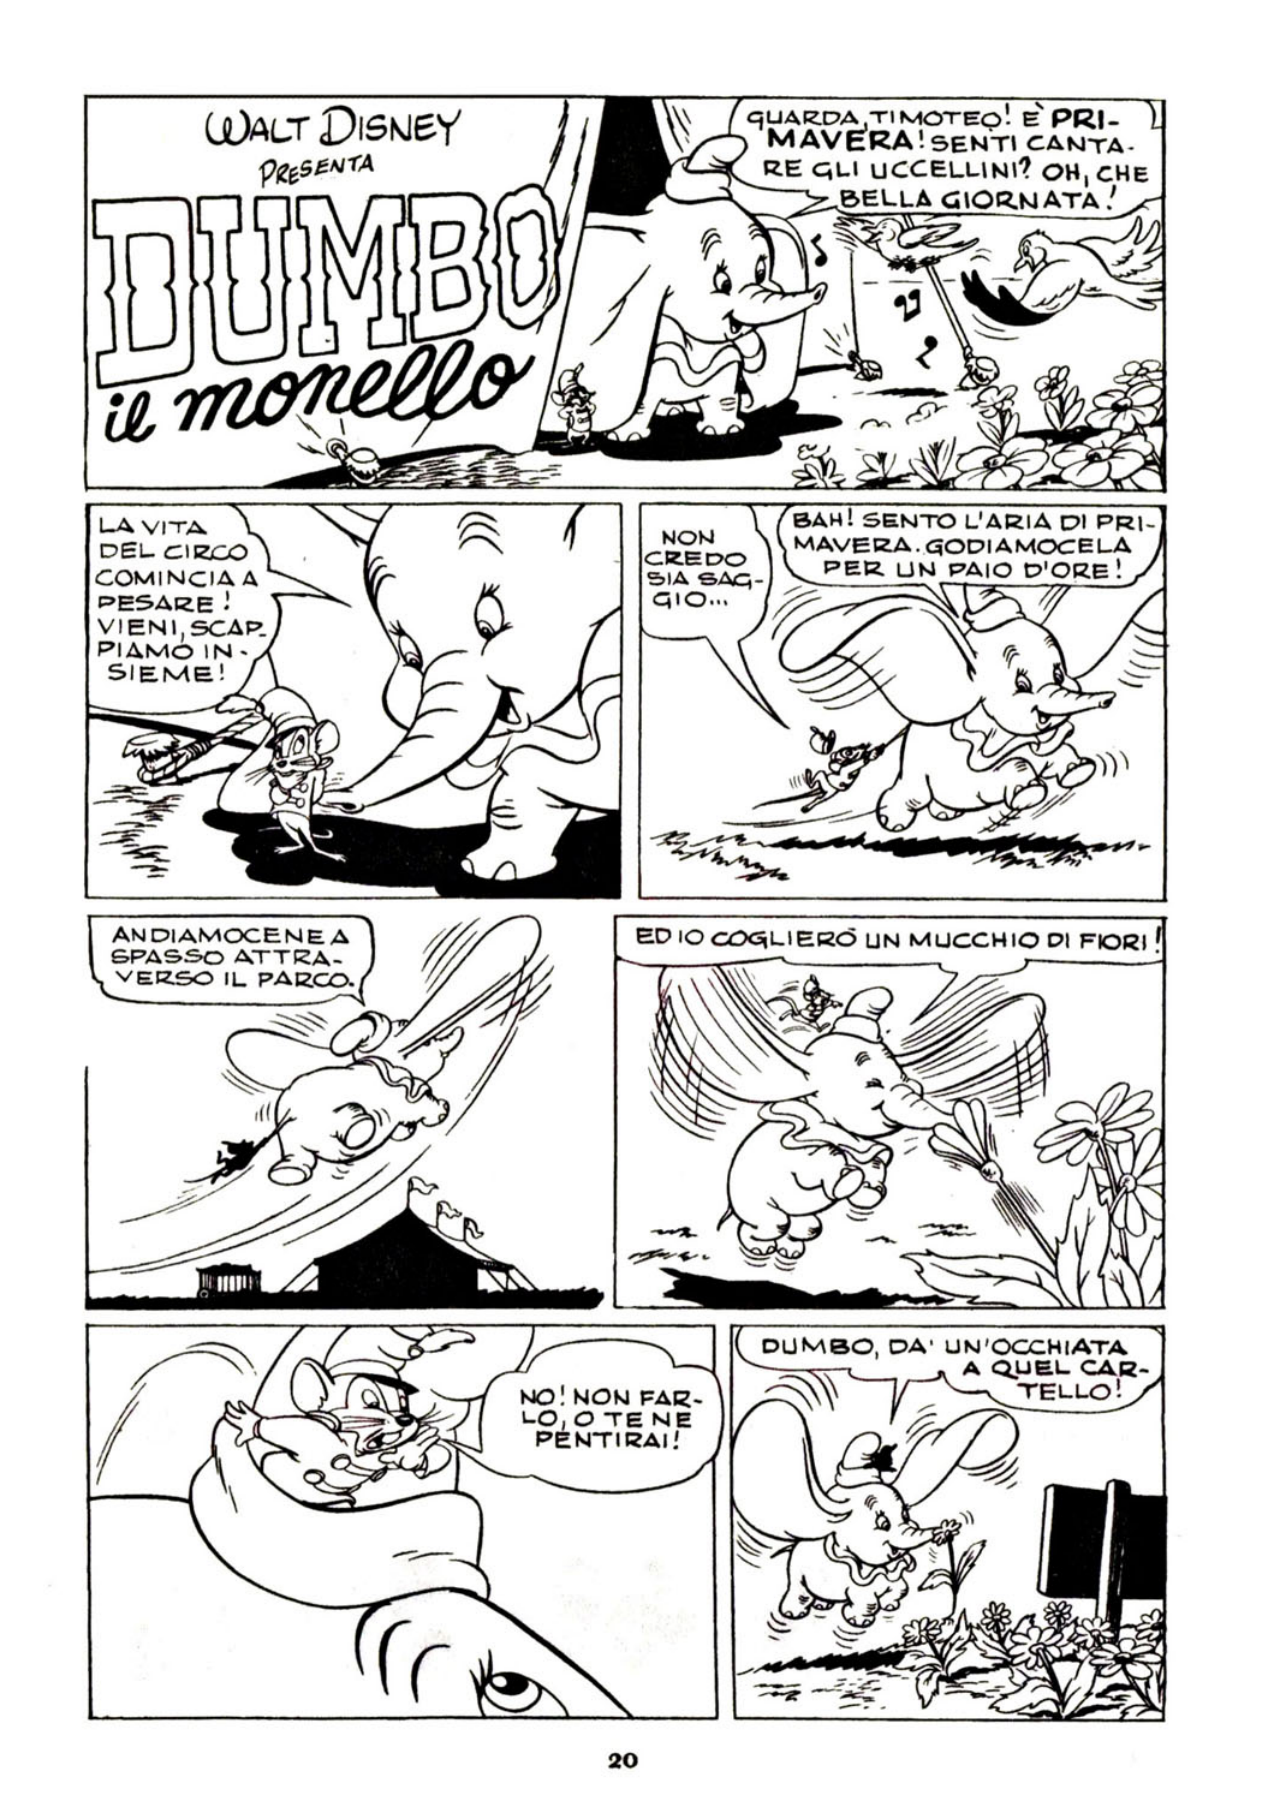 WALT DISNEY
PRESENTA
DUMBO
il monello
GUARDA, TIMOTEO! È PRI-
MAVERA! SENTI CANTA-
RE GLI UCCELLINI? OH, CHE
BELLA GIORNATA!
LA VITA
DEL CIRCO
COMINCIA A
PESARE!
VIENI, SCAP-
PIAMO IN-
SIEME!
NON
CREDO
SIA SAG-
GIO...
BAH! SENTO L'ARIA DI PRI-
MAVERA. GODIAMOCELA
PER UN PAIO D'ORE!
ANDIAMOCENE A
SPASSO ATTRA-
VERSO IL PARCO.
ED IO COGLIERÒ UN MUCCHIO DI FIORI!
NO! NON FAR-
LO, O TE NE
PENTIRAI!
DUMBO, DA' UN'OCCHIATA
A QUEL CAR-
TELLO!
20